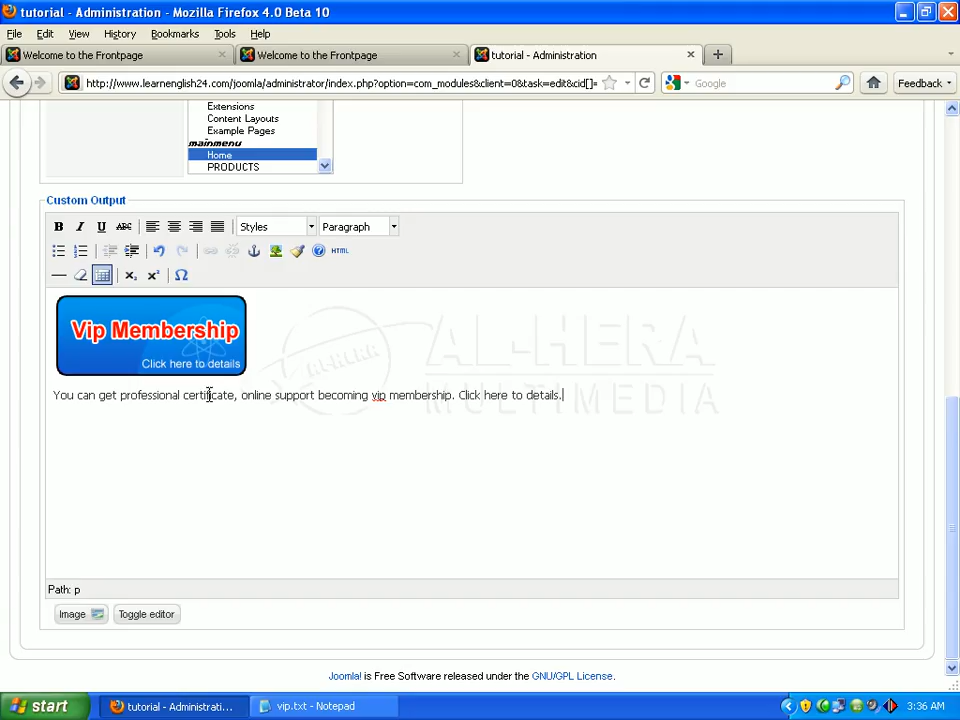 tutorial - Administration - Mozilla Firefox 4.0 Beta 10
File Edit View History Bookmarks Tools Help
Welcome to the Frontpage Welcome to the Frontpage tutorial - Administration
http://www.learnenglish24.com/joomla/administrator/index.php?option=com_modules&client=0&task=edit&cid[]= Google Feedback
Extensions
Content Layouts
Example Pages
mainmenu
Home
PRODUCTS
Custom Output
B I U ABC Styles Paragraph
HTML
Vip Membership
Click here to details
ALHERA
ALHERA
MULTIMEDIA
You can get professional certificate, online support becoming vip membership. Click here to details.
Path: p
Image Toggle editor
Joomla! is Free Software released under the GNU/GPL License.
start tutorial - Administrati... vip.txt - Notepad 3:36 AM